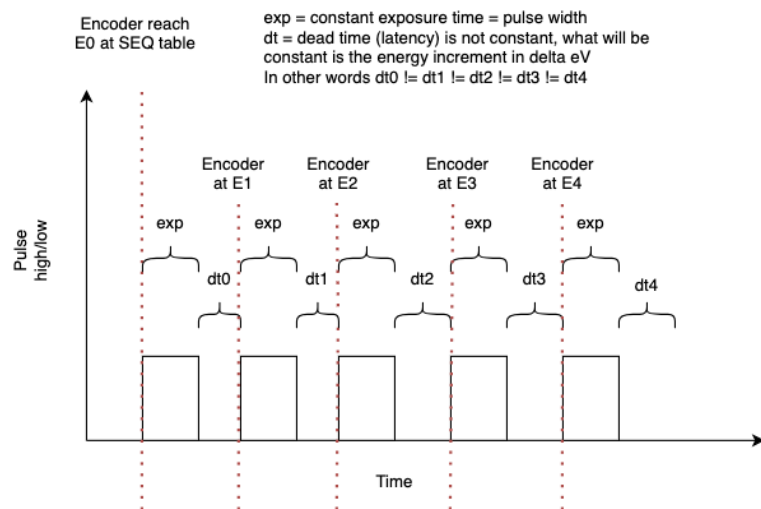 Encoder reach
E0 at SEQ table
exp = constant exposure time = pulse width
dt = dead time (latency) is not constant, what will be
constant is the energy increment in delta eV
In other words dt0 != dt1 != dt2 != dt3 != dt4
Encoder
at E1
Encoder
at E2
Encoder
at E3
Encoder
at E4
Pulse
high/low
exp
exp
exp
exp
exp
dt0
dt1
dt2
dt3
dt4
Time